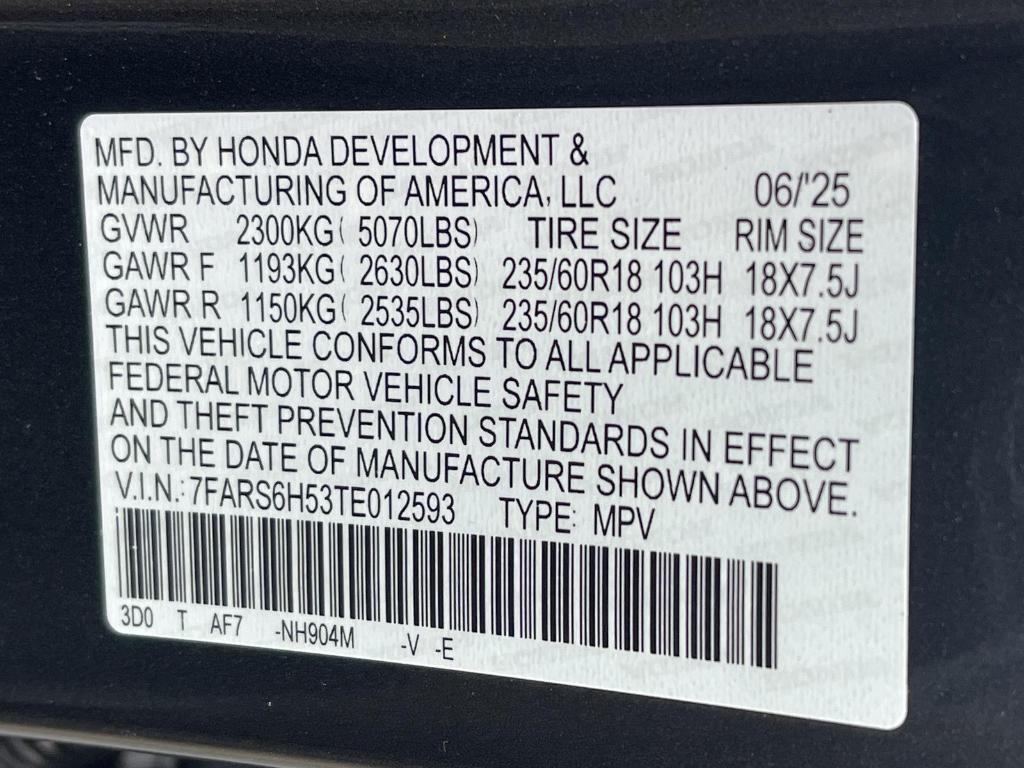 MFD. BY HONDA DEVELOPMENT &
MANUFACTURING OF AMERICA, LLC 06/'25
GVWR 2300KG( 5070LBS) TIRE SIZE RIM SIZE
GAWR F 1193KG( 2630LBS) 235/60R18 103H 18X7.5J
GAWR R 1150KG( 2535LBS) 235/60R18 103H 18X7.5J
THIS VEHICLE CONFORMS TO ALL APPLICABLE
FEDERAL MOTOR VEHICLE SAFETY
AND THEFT PREVENTION STANDARDS IN EFFECT
ON THE DATE OF MANUFACTURE SHOWN ABOVE.
V.I.N.: 7FARS6H53TE012593 TYPE: MPV
3D0 T AF7 -NH904M -V -E